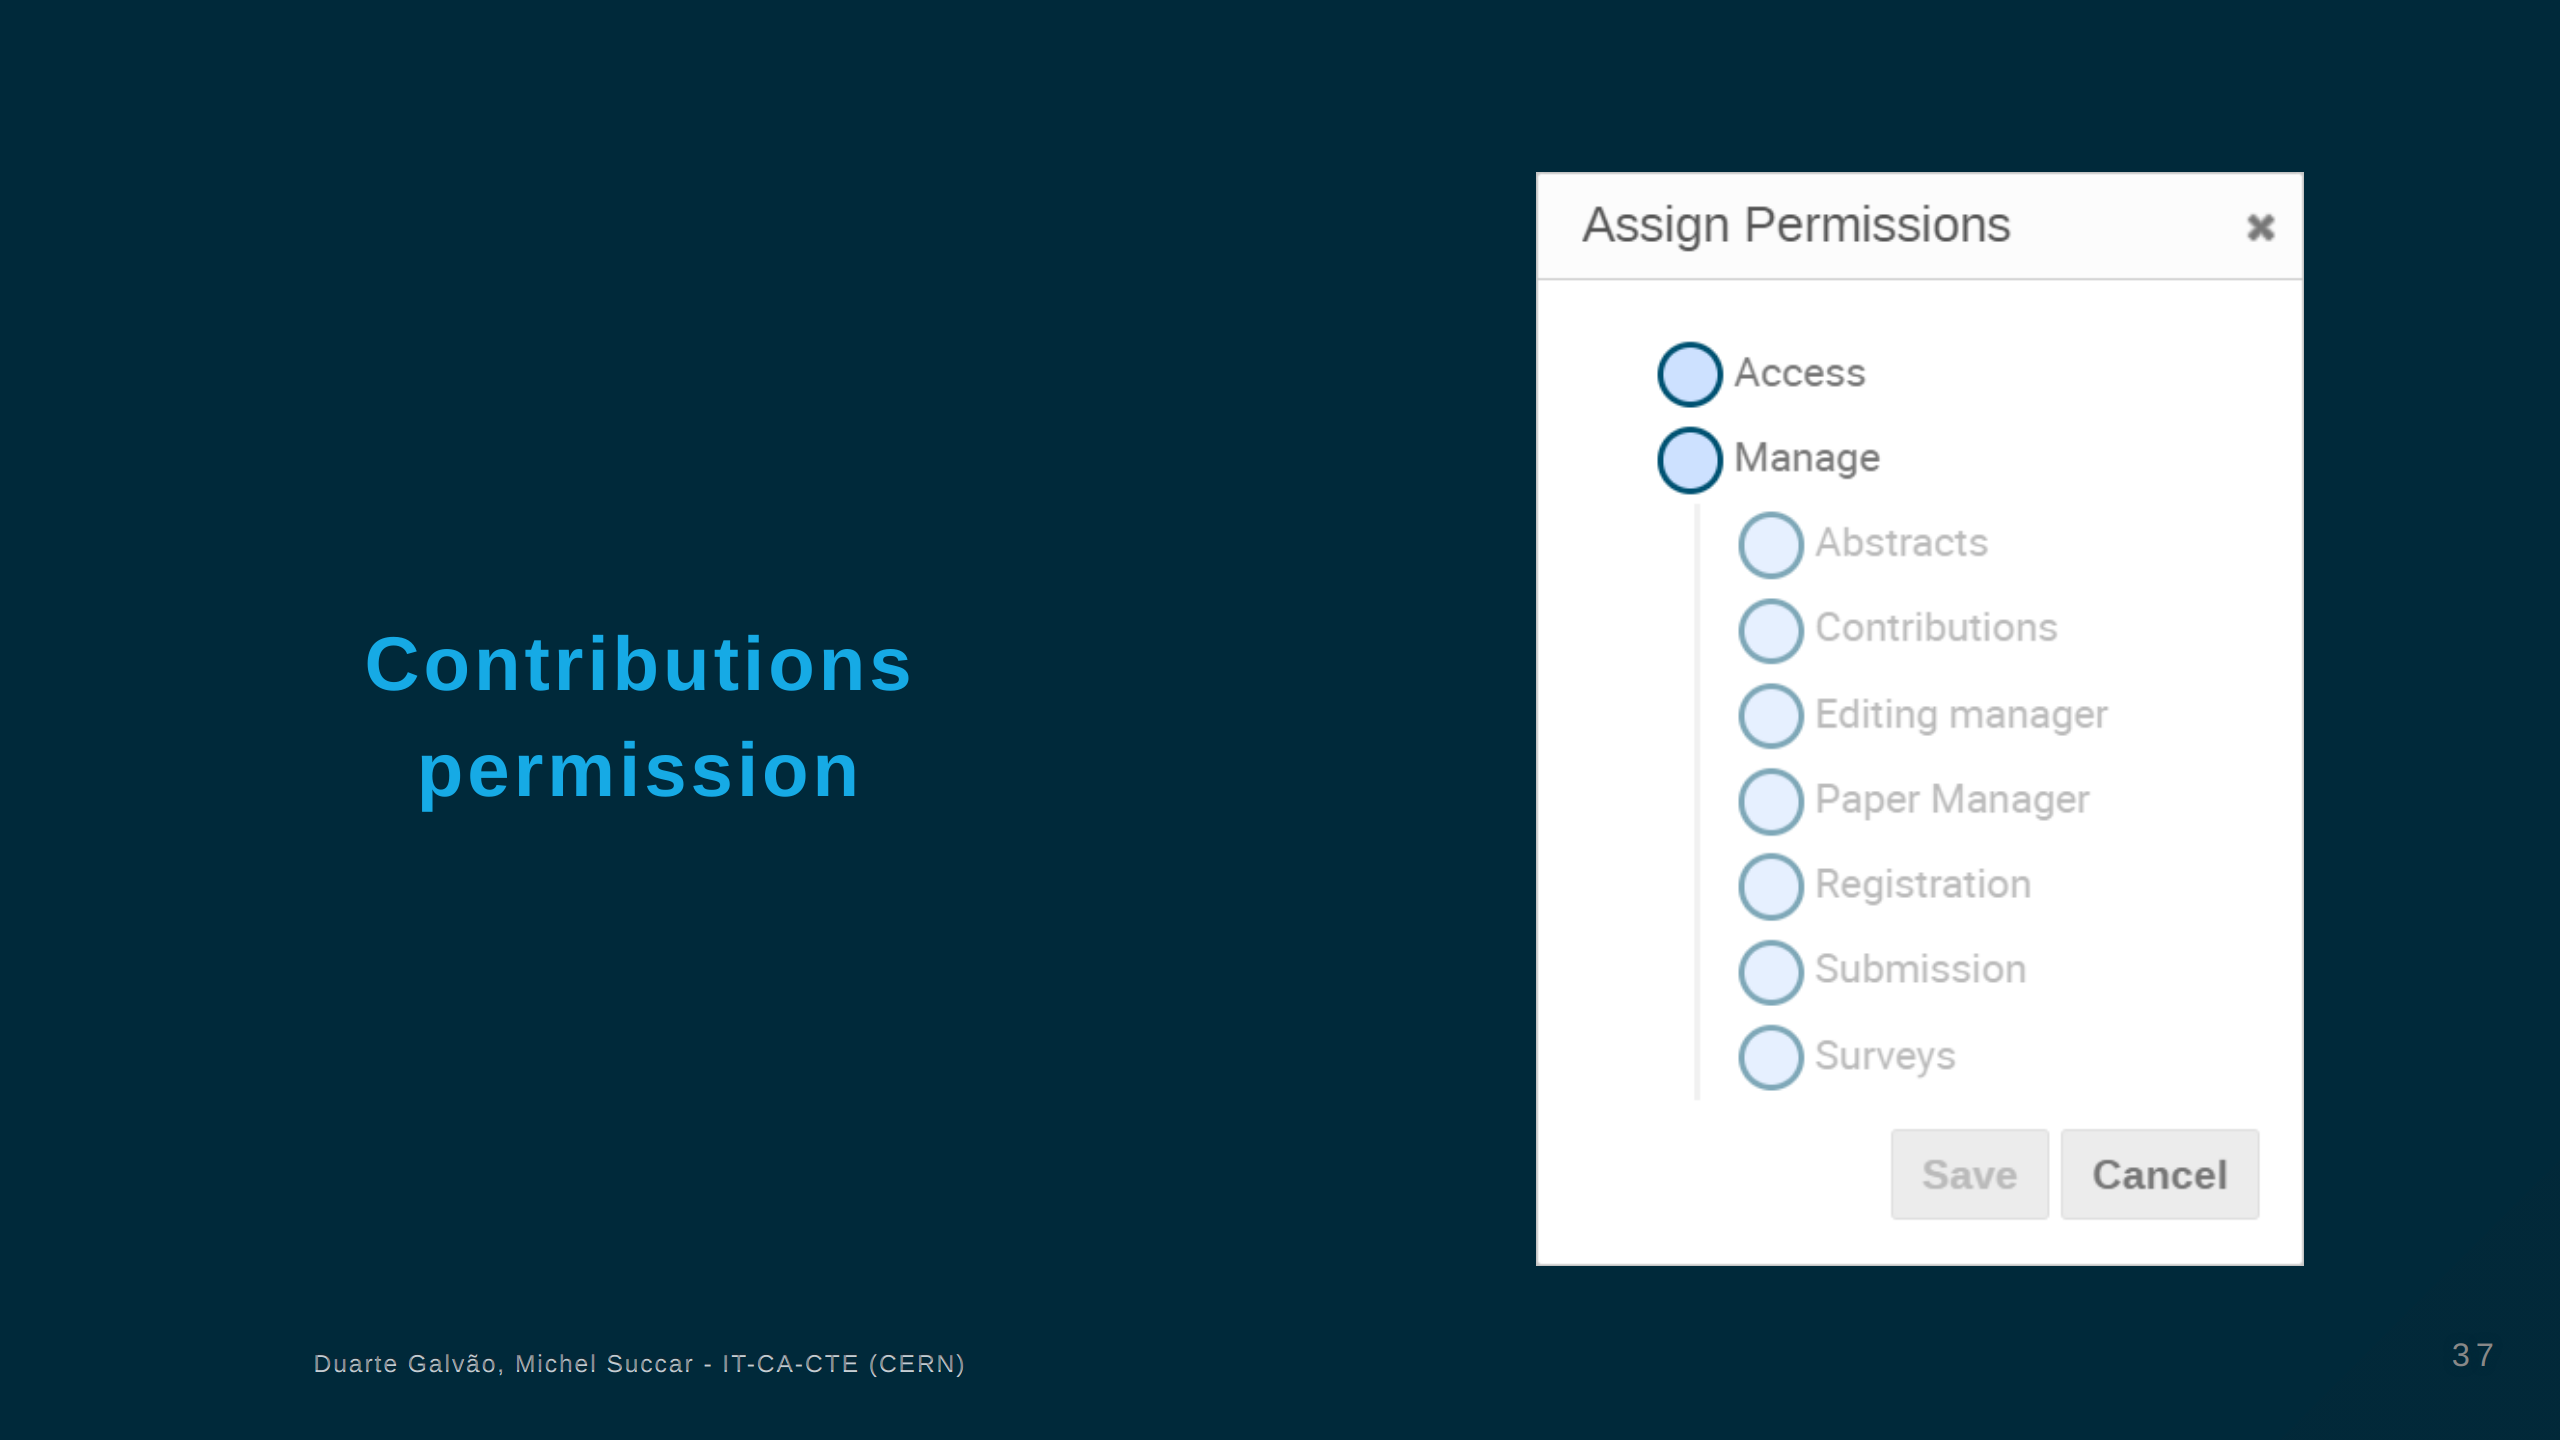 Contributions
permission
Assign Permissions
Access
Manage
Abstracts
Contributions
Editing manager
Paper Manager
Registration
Submission
Surveys
Save Cancel
Duarte Galvão, Michel Succar - IT-CA-CTE (CERN)
37